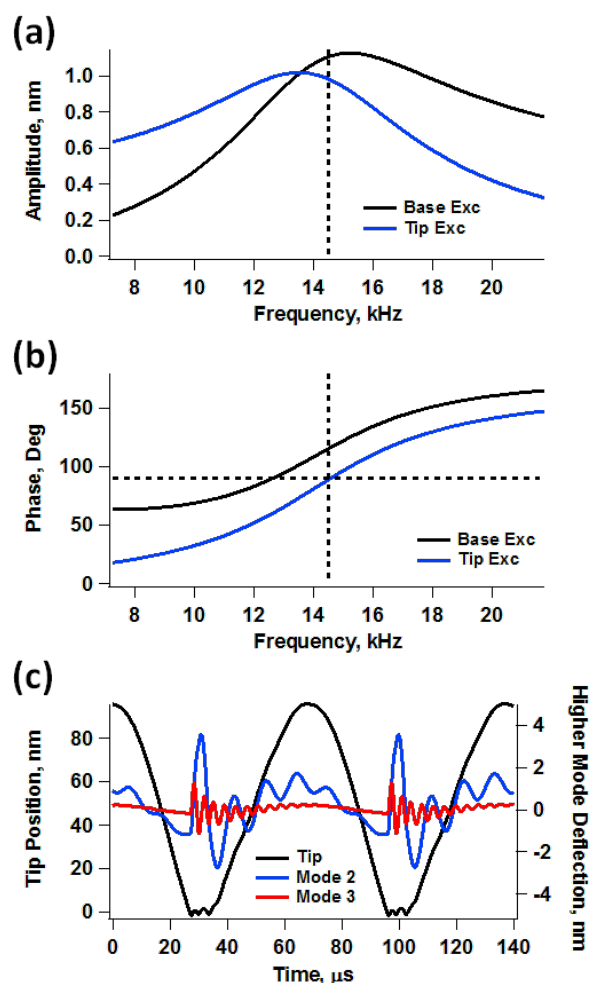 (a)
Amplitude, nm
1.0
0.8
0.6
0.4
0.2
0.0
Base Exc
Tip Exc
8 10 12 14 16 18 20
Frequency, kHz
(b)
Phase, Deg
150
100
50
0
Base Exc
Tip Exc
8 10 12 14 16 18 20
Frequency, kHz
(c)
Tip Position, nm
80
60
40
20
0
Higher Mode Deflection, nm
4
2
0
-2
-4
Tip
Mode 2
Mode 3
0 20 40 60 80 100 120 140
Time, μs